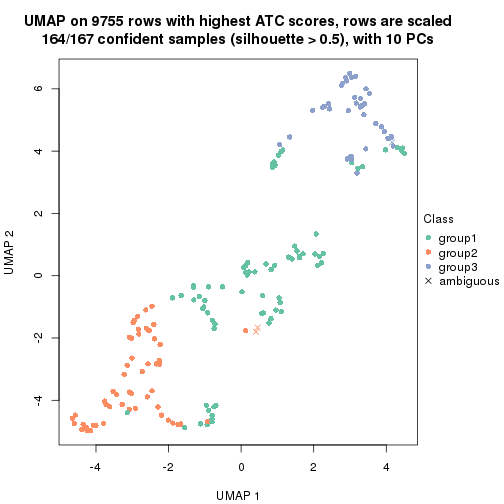 UMAP on 9755 rows with highest ATC scores, rows are scaled
164/167 confident samples (silhouette > 0.5), with 10 PCs
6
4
2
0
-2
-4
UMAP 2
-4
-2
0
2
4
UMAP 1
Class
group1
group2
group3
ambiguous